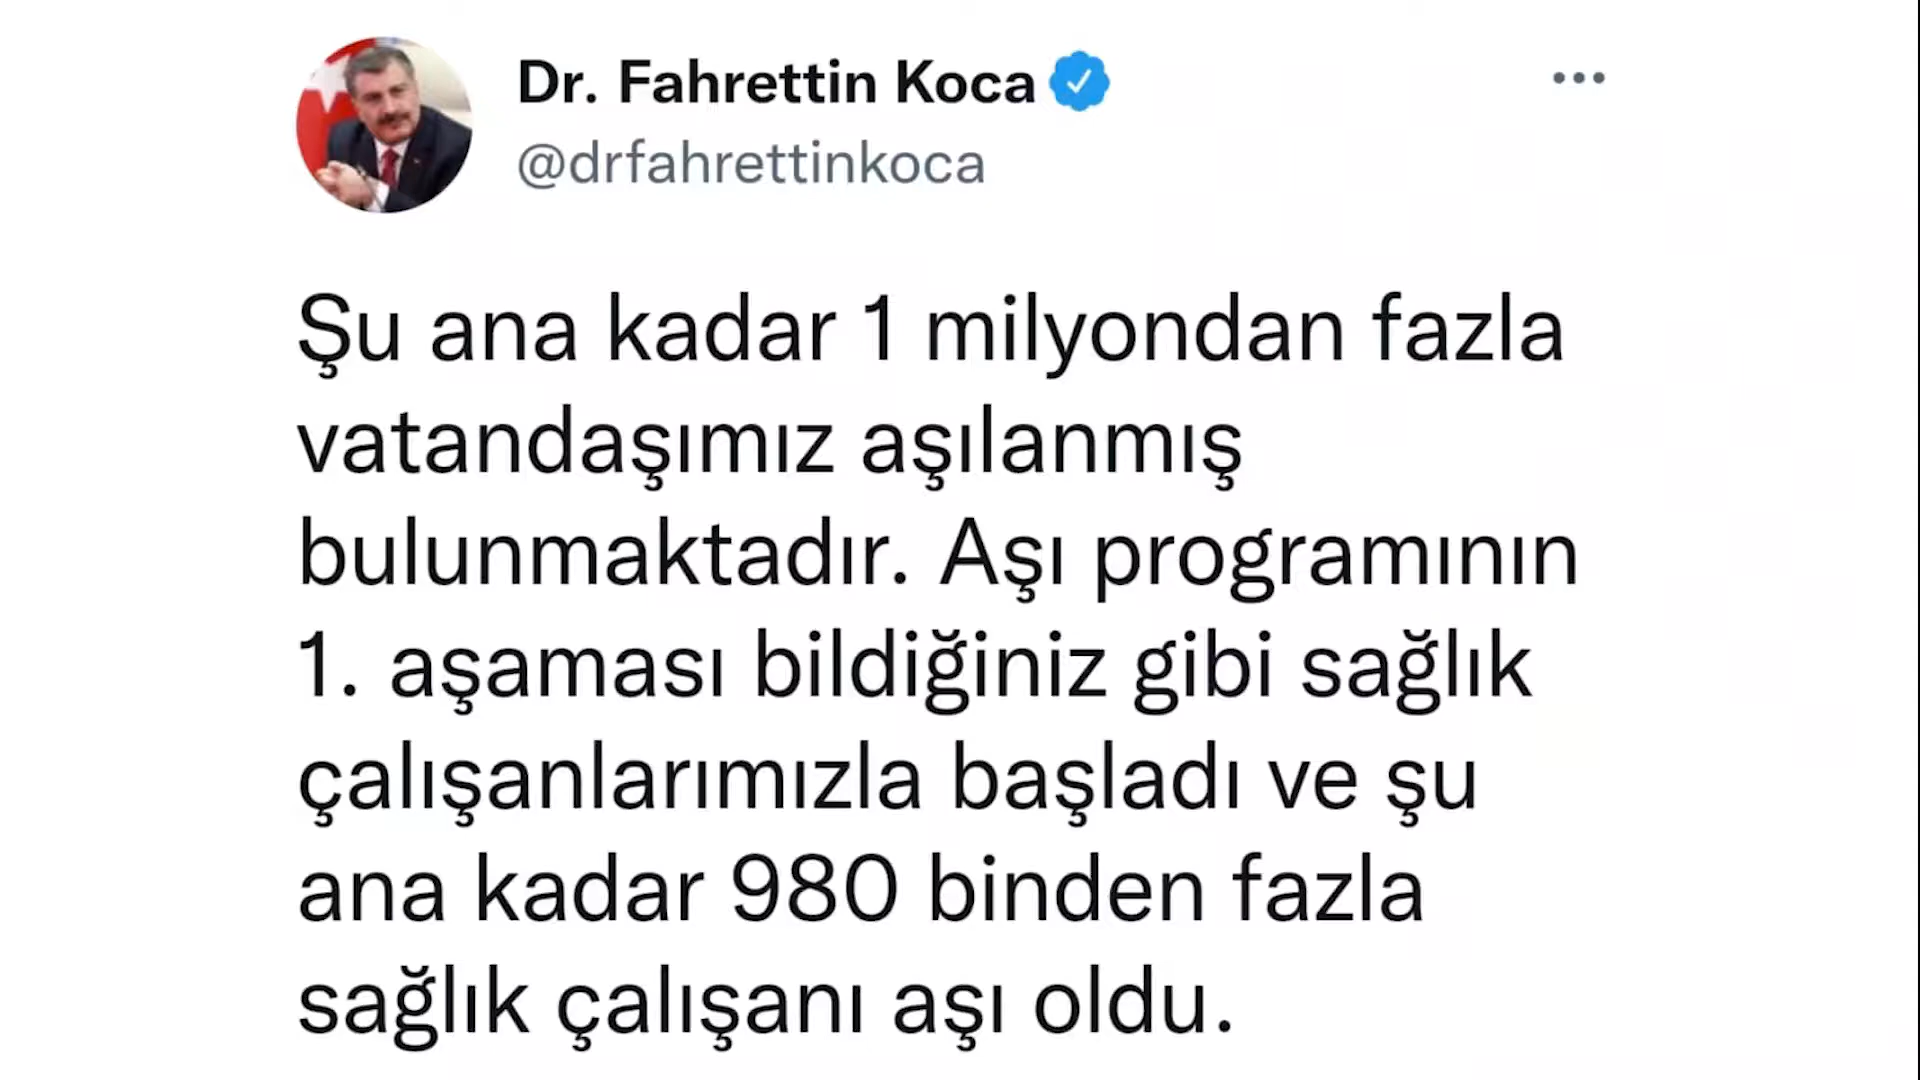 Dr. Fahrettin Koca
@drfahrettinkoca
Şu ana kadar 1 milyondan fazla
vatandaşımız aşılanmış
bulunmaktadır. Aşı programının
1. aşaması bildiğiniz gibi sağlık
çalışanlarımızla başladı ve şu
ana kadar 980 binden fazla
sağlık çalışanı aşı oldu.